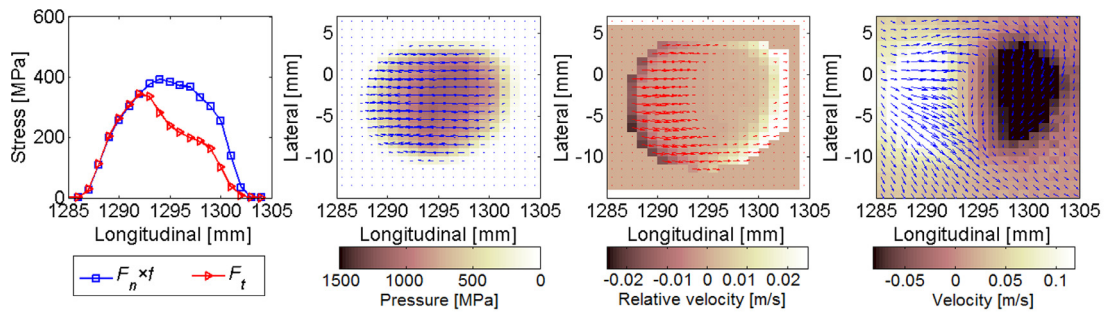 600
400
200
0
Stress [MPa]
1285 1290 1295 1300 1305
Longitudinal [mm]
F_n ×f
F_t
5
0
-5
-10
Lateral [mm]
1285 1290 1295 1300 1305
Longitudinal [mm]
1500 1000 500 0
Pressure [MPa]
5
0
-5
-10
Lateral [mm]
1285 1290 1295 1300 1305
Longitudinal [mm]
-0.02 -0.01 0 0.01 0.02
Relative velocity [m/s]
5
0
-5
-10
Lateral [mm]
1285 1290 1295 1300 1305
Longitudinal [mm]
-0.05 0 0.05 0.1
Velocity [m/s]